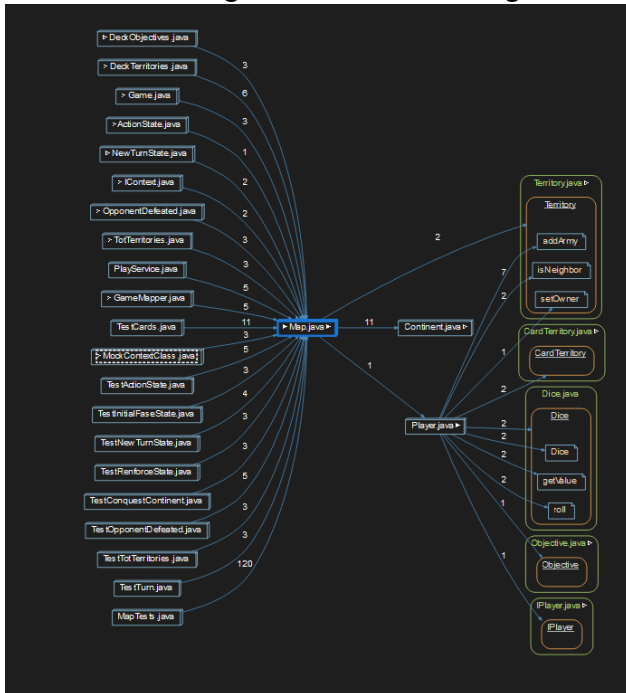 DeckObjectives.java
> DeckTerritories.java
> Game.java
>ActionState.java
NewTurnState.java
> IContext.java
> OpponentDefeated.java
> TotTerritories.java
PlayService.java
> GameMapper.java
TestCards.java
MockContextClass.java
TestActionState.java
TestInitialFaseState.java
TestNewTurnState.java
TestRenforceState.java
TestConquestContinent.java
TestOpponentDefeated.java
TestTotTerritories.java
TestTurn.java
MapTests.java
3
6
3
1
2
2
3
3
5
5
11
3
5
3
4
3
3
5
3
3
120
Map.java
2
11
1
Continent.java
Player.java
7
2
1
2
2
2
2
2
1
1
Territory.java
Territory
addArmy
isNeighbor
setOwner
CardTerritory.java
CardTerritory
Dice.java
Dice
Dice
getValue
roll
Objective.java
Objective
IPlayer.java
IPlayer